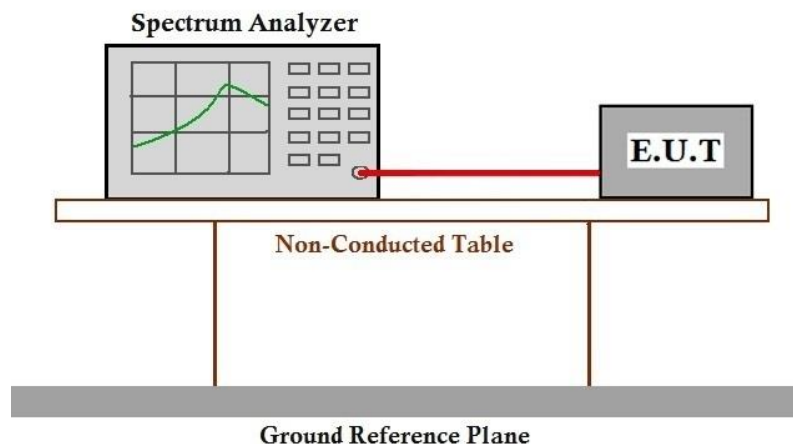 Spectrum Analyzer
E.U.T
Non-Conducted Table
Ground Reference Plane